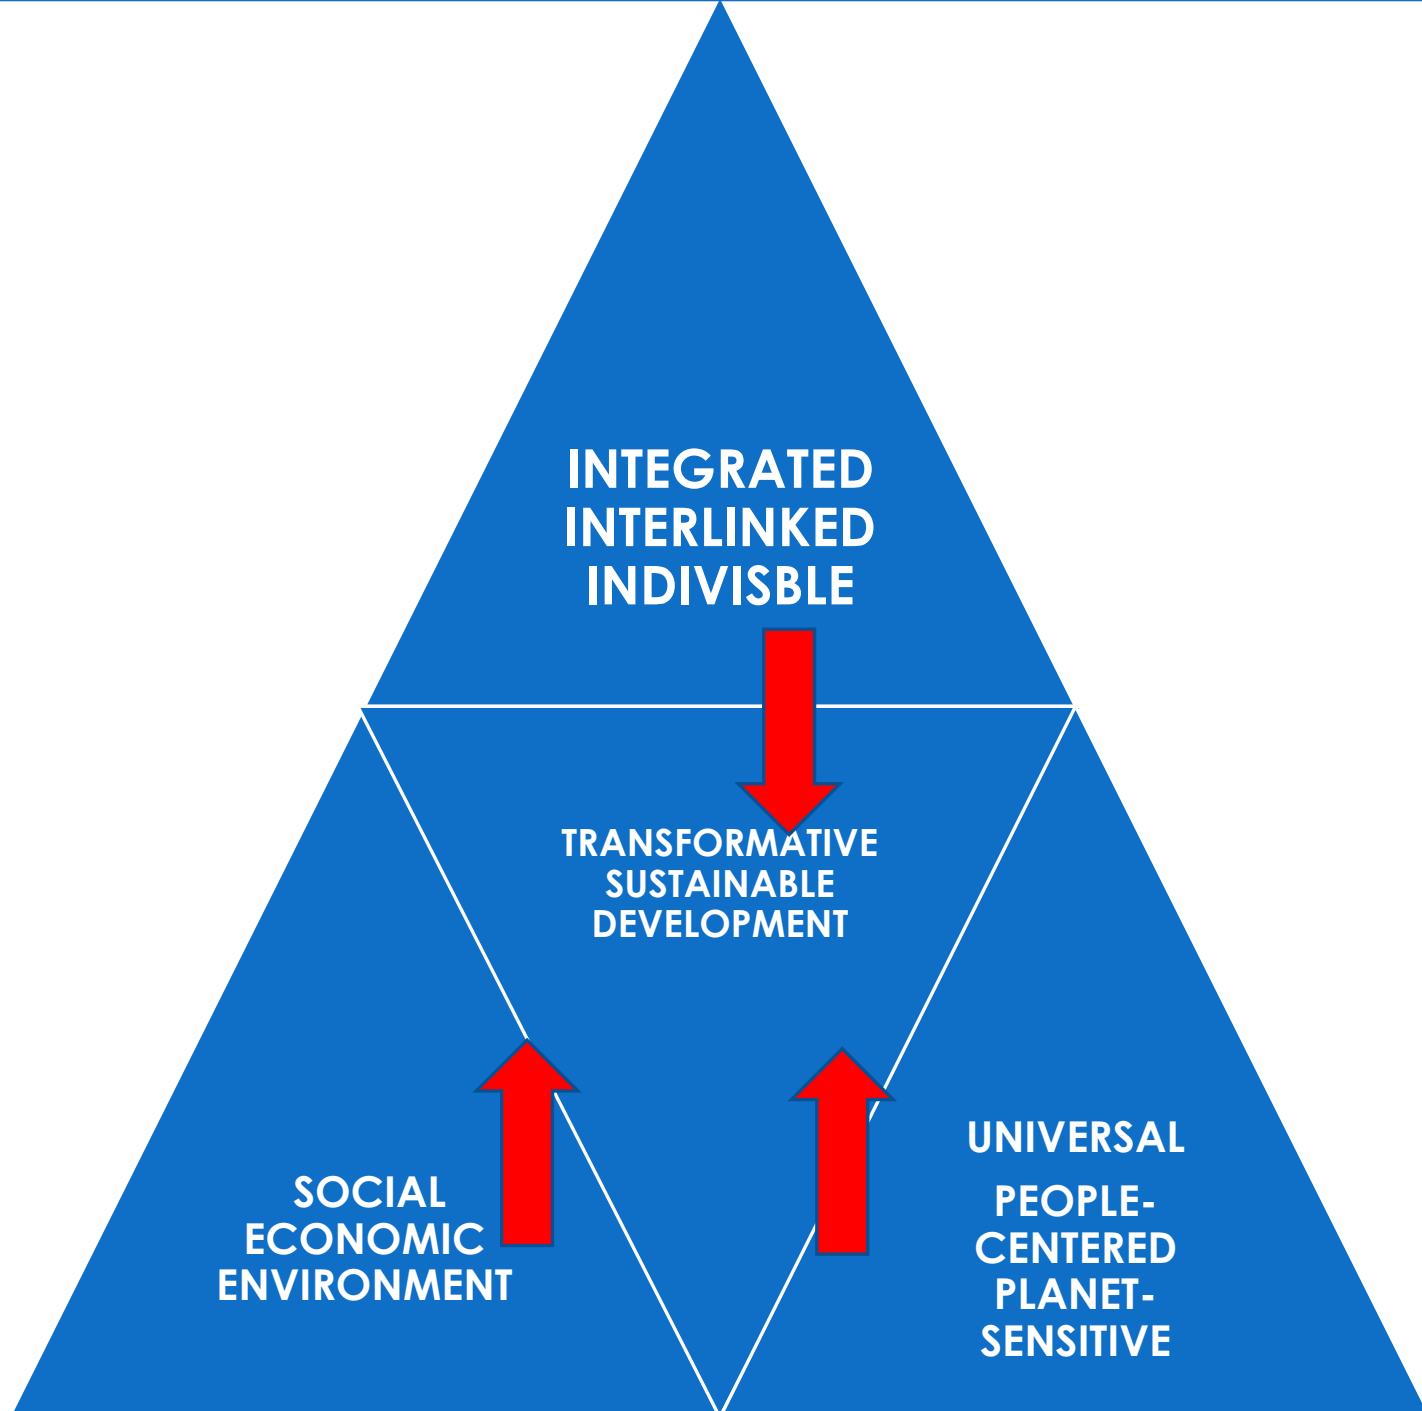 INTEGRATED
INTERLINKED
INDIVISBLE
TRANSFORMATIVE
SUSTAINABLE
DEVELOPMENT
SOCIAL
ECONOMIC
ENVIRONMENT
UNIVERSAL
PEOPLE-
CENTERED
PLANET-
SENSITIVE